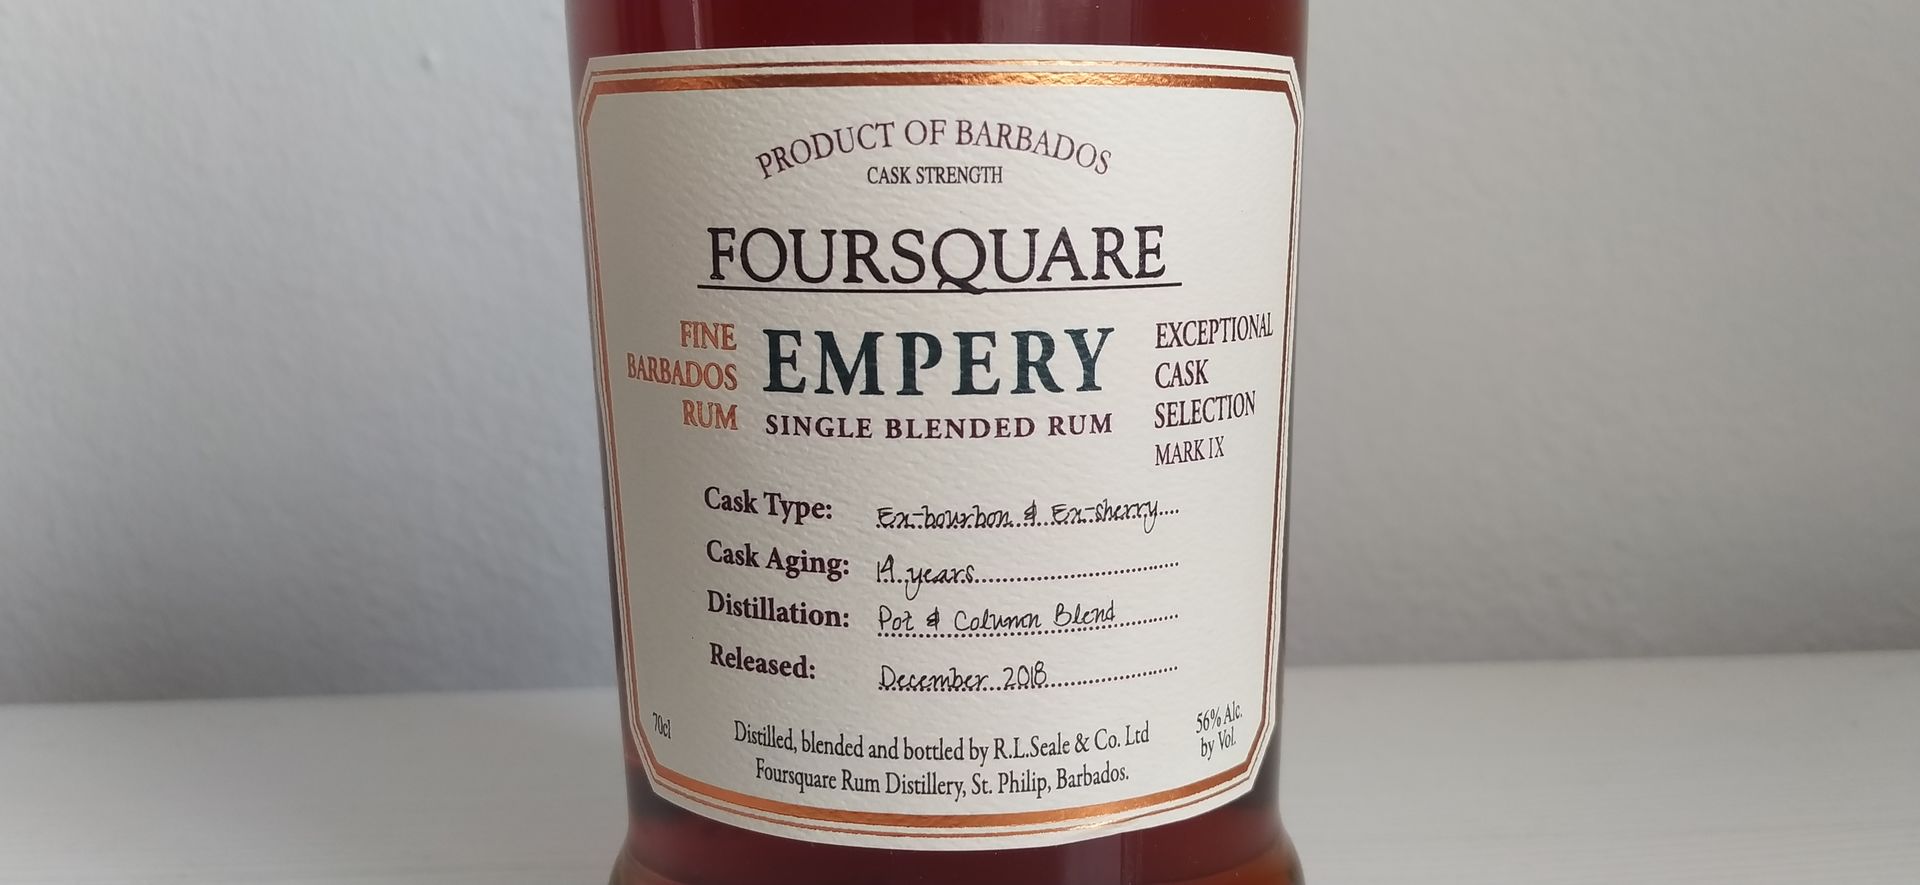 PRODUCT OF BARBADOS
CASK STRENGTH
FOURSQUARE
FINE
BARBADOS
RUM
EMPERY
SINGLE BLENDED RUM
EXCEPTIONAL
CASK
SELECTION
MARK IX
Cask Type: Ex-bourbon & Ex-sherry
Cask Aging: 14 years
Distillation: Pot & Column Blend
Released: December 2018
70cl
Distilled, blended and bottled by R.L.Seale & Co. Ltd
Foursquare Rum Distillery, St. Philip, Barbados.
56% Alc.
by Vol.